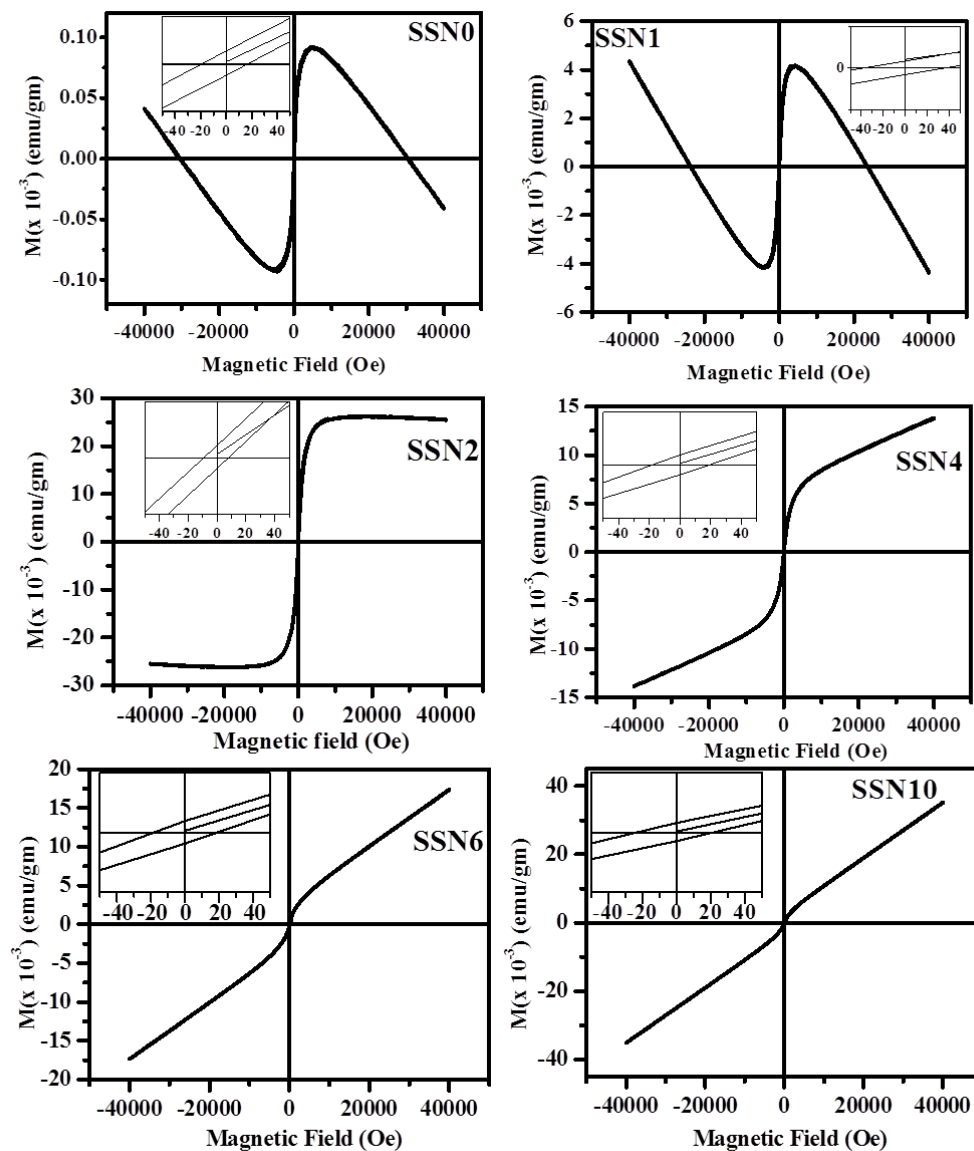 SSN0
0.10
0.05
0.00
-0.05
-0.10
M(x 10⁻³) (emu/gm)
-40 -20 0 20 40
-40000 -20000 0 20000 40000
Magnetic Field (Oe)
SSN1
6
4
2
0
-2
-4
-6
M(x 10⁻³) (emu/gm)
0
-40 -20 0 20 40
-40000 -20000 0 20000 40000
Magnetic Field (Oe)
SSN2
30
20
10
0
-10
-20
-30
M(x 10⁻³) (emu/gm)
-40 -20 0 20 40
-40000 -20000 0 20000 40000
Magnetic field (Oe)
SSN4
15
10
5
0
-5
-10
-15
M(x 10⁻³) (emu/gm)
-40 -20 0 20 40
-40000 -20000 0 20000 40000
Magnetic Field (Oe)
SSN6
20
15
10
5
0
-5
-10
-15
-20
M(x 10⁻³) (emu/gm)
-40 -20 0 20 40
-40000 -20000 0 20000 40000
Magnetic Field (Oe)
SSN10
40
20
0
-20
-40
M(x 10⁻³) (emu/gm)
-40 -20 0 20 40
-40000 -20000 0 20000 40000
Magnetic Field (Oe)